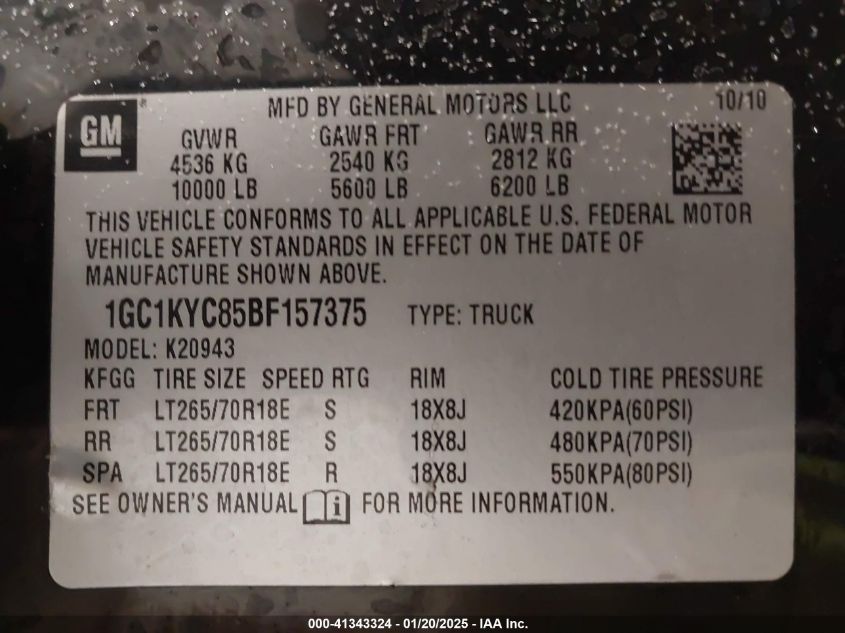 MFD BY GENERAL MOTORS LLC 10/10
GM
GVWR GAWR FRT GAWR RR
4536 KG 2540 KG 2812 KG
10000 LB 5600 LB 6200 LB
THIS VEHICLE CONFORMS TO ALL APPLICABLE U.S. FEDERAL MOTOR
VEHICLE SAFETY STANDARDS IN EFFECT ON THE DATE OF
MANUFACTURE SHOWN ABOVE.
1GC1KYC85BF157375 TYPE: TRUCK
MODEL: K20943
KFGG TIRE SIZE SPEED RTG RIM COLD TIRE PRESSURE
FRT LT265/70R18E S 18X8J 420KPA(60PSI)
RR LT265/70R18E S 18X8J 480KPA(70PSI)
SPA LT265/70R18E R 18X8J 550KPA(80PSI)
SEE OWNER'S MANUAL i FOR MORE INFORMATION.
000-41343324 - 01/20/2025 - IAA Inc.